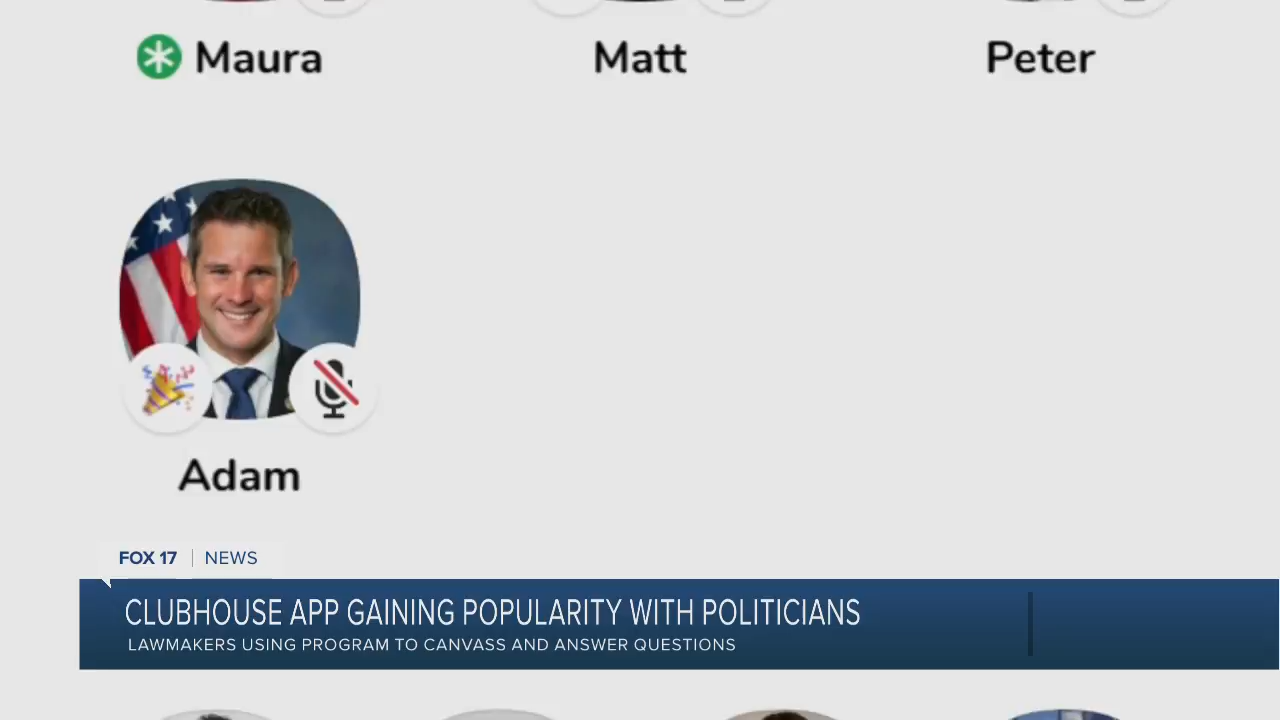 Maura Matt Peter
Adam
FOX 17 | NEWS
CLUBHOUSE APP GAINING POPULARITY WITH POLITICIANS
LAWMAKERS USING PROGRAM TO CANVASS AND ANSWER QUESTIONS